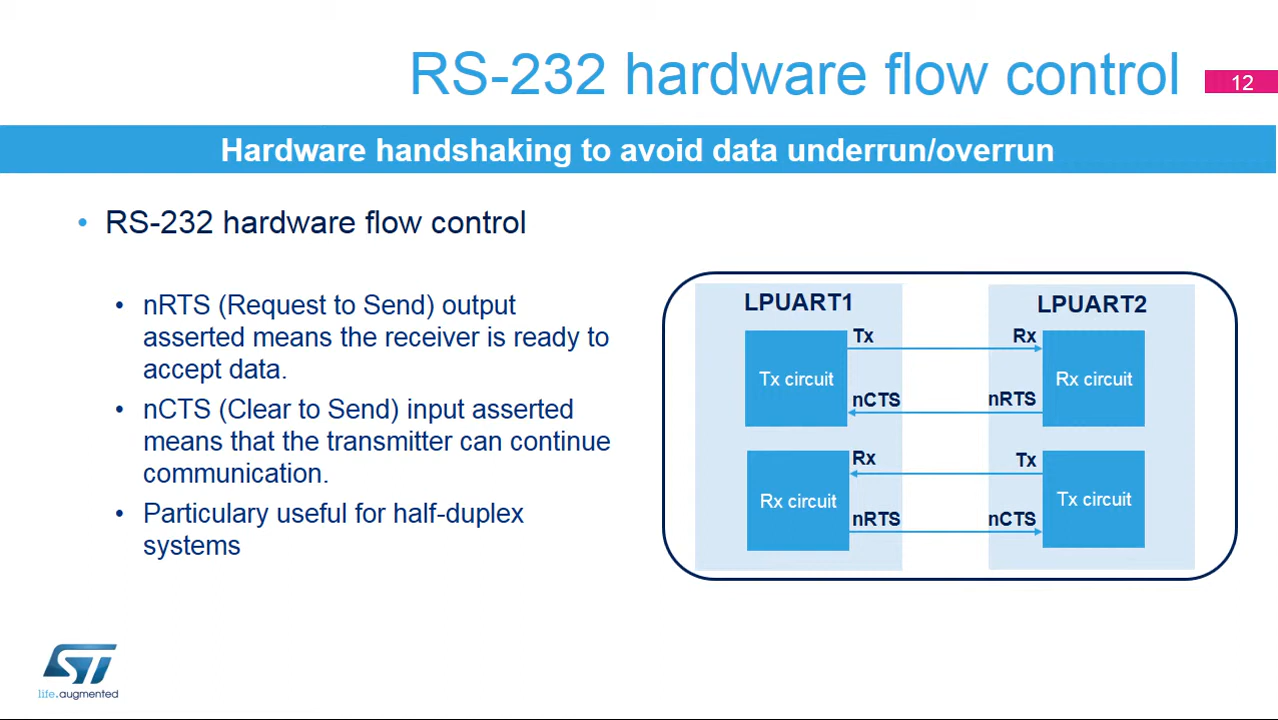 RS-232 hardware flow control
12
Hardware handshaking to avoid data underrun/overrun
• RS-232 hardware flow control
• nRTS (Request to Send) output
asserted means the receiver is ready to
accept data.
• nCTS (Clear to Send) input asserted
means that the transmitter can continue
communication.
• Particulary useful for half-duplex
systems
LPUART1
LPUART2
Tx
Rx
Tx circuit
Rx circuit
nCTS
nRTS
Rx
Tx
Rx circuit
Tx circuit
nRTS
nCTS
ST
life.augmented